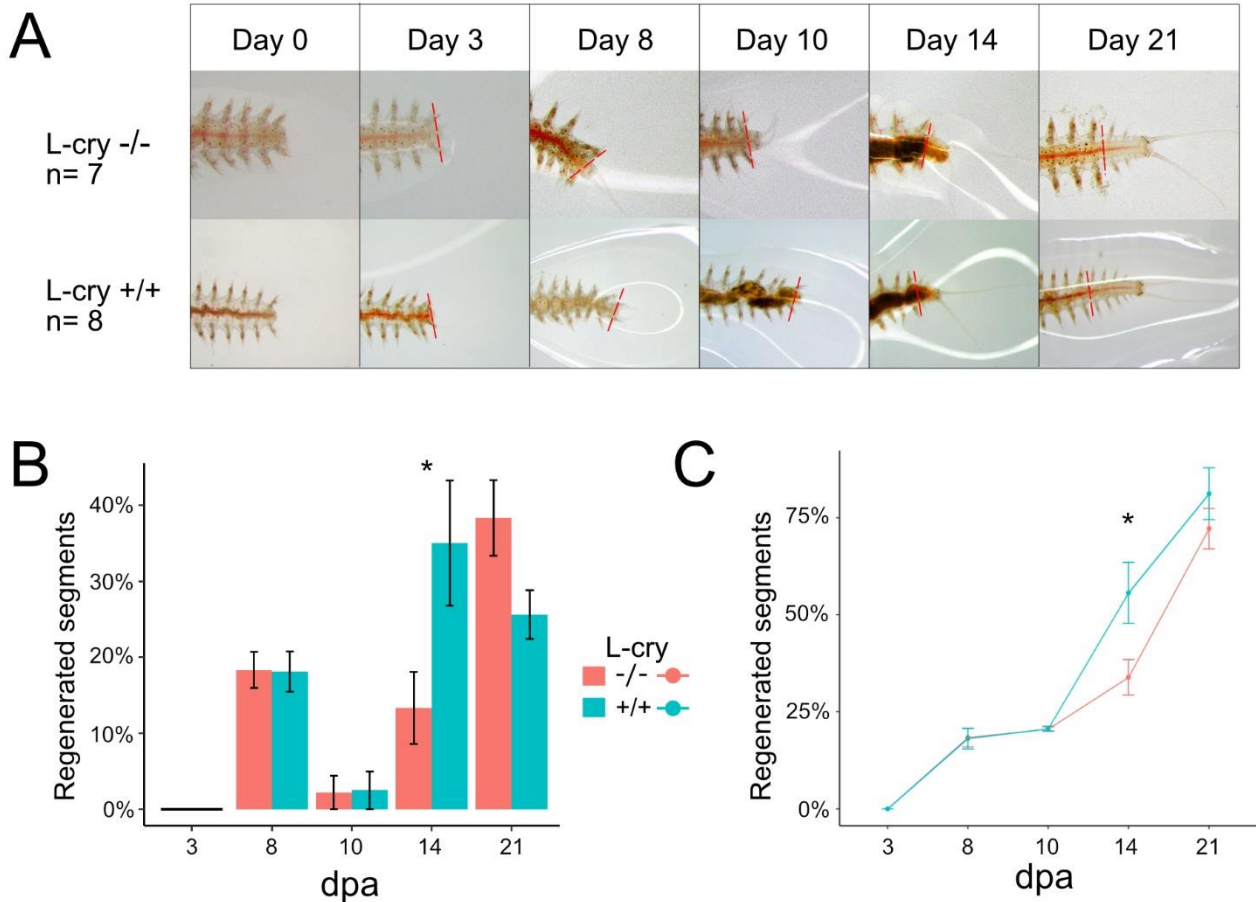 A
Day 0 Day 3 Day 8 Day 10 Day 14 Day 21
L-cry -/-
n= 7
L-cry +/+
n= 8
B
Regenerated segments
40%
30%
20%
10%
0%
*
3 8 10 14 21
dpa
L-cry
-/-
+/+
C
Regenerated segments
75%
50%
25%
0%
*
3 8 10 14 21
dpa